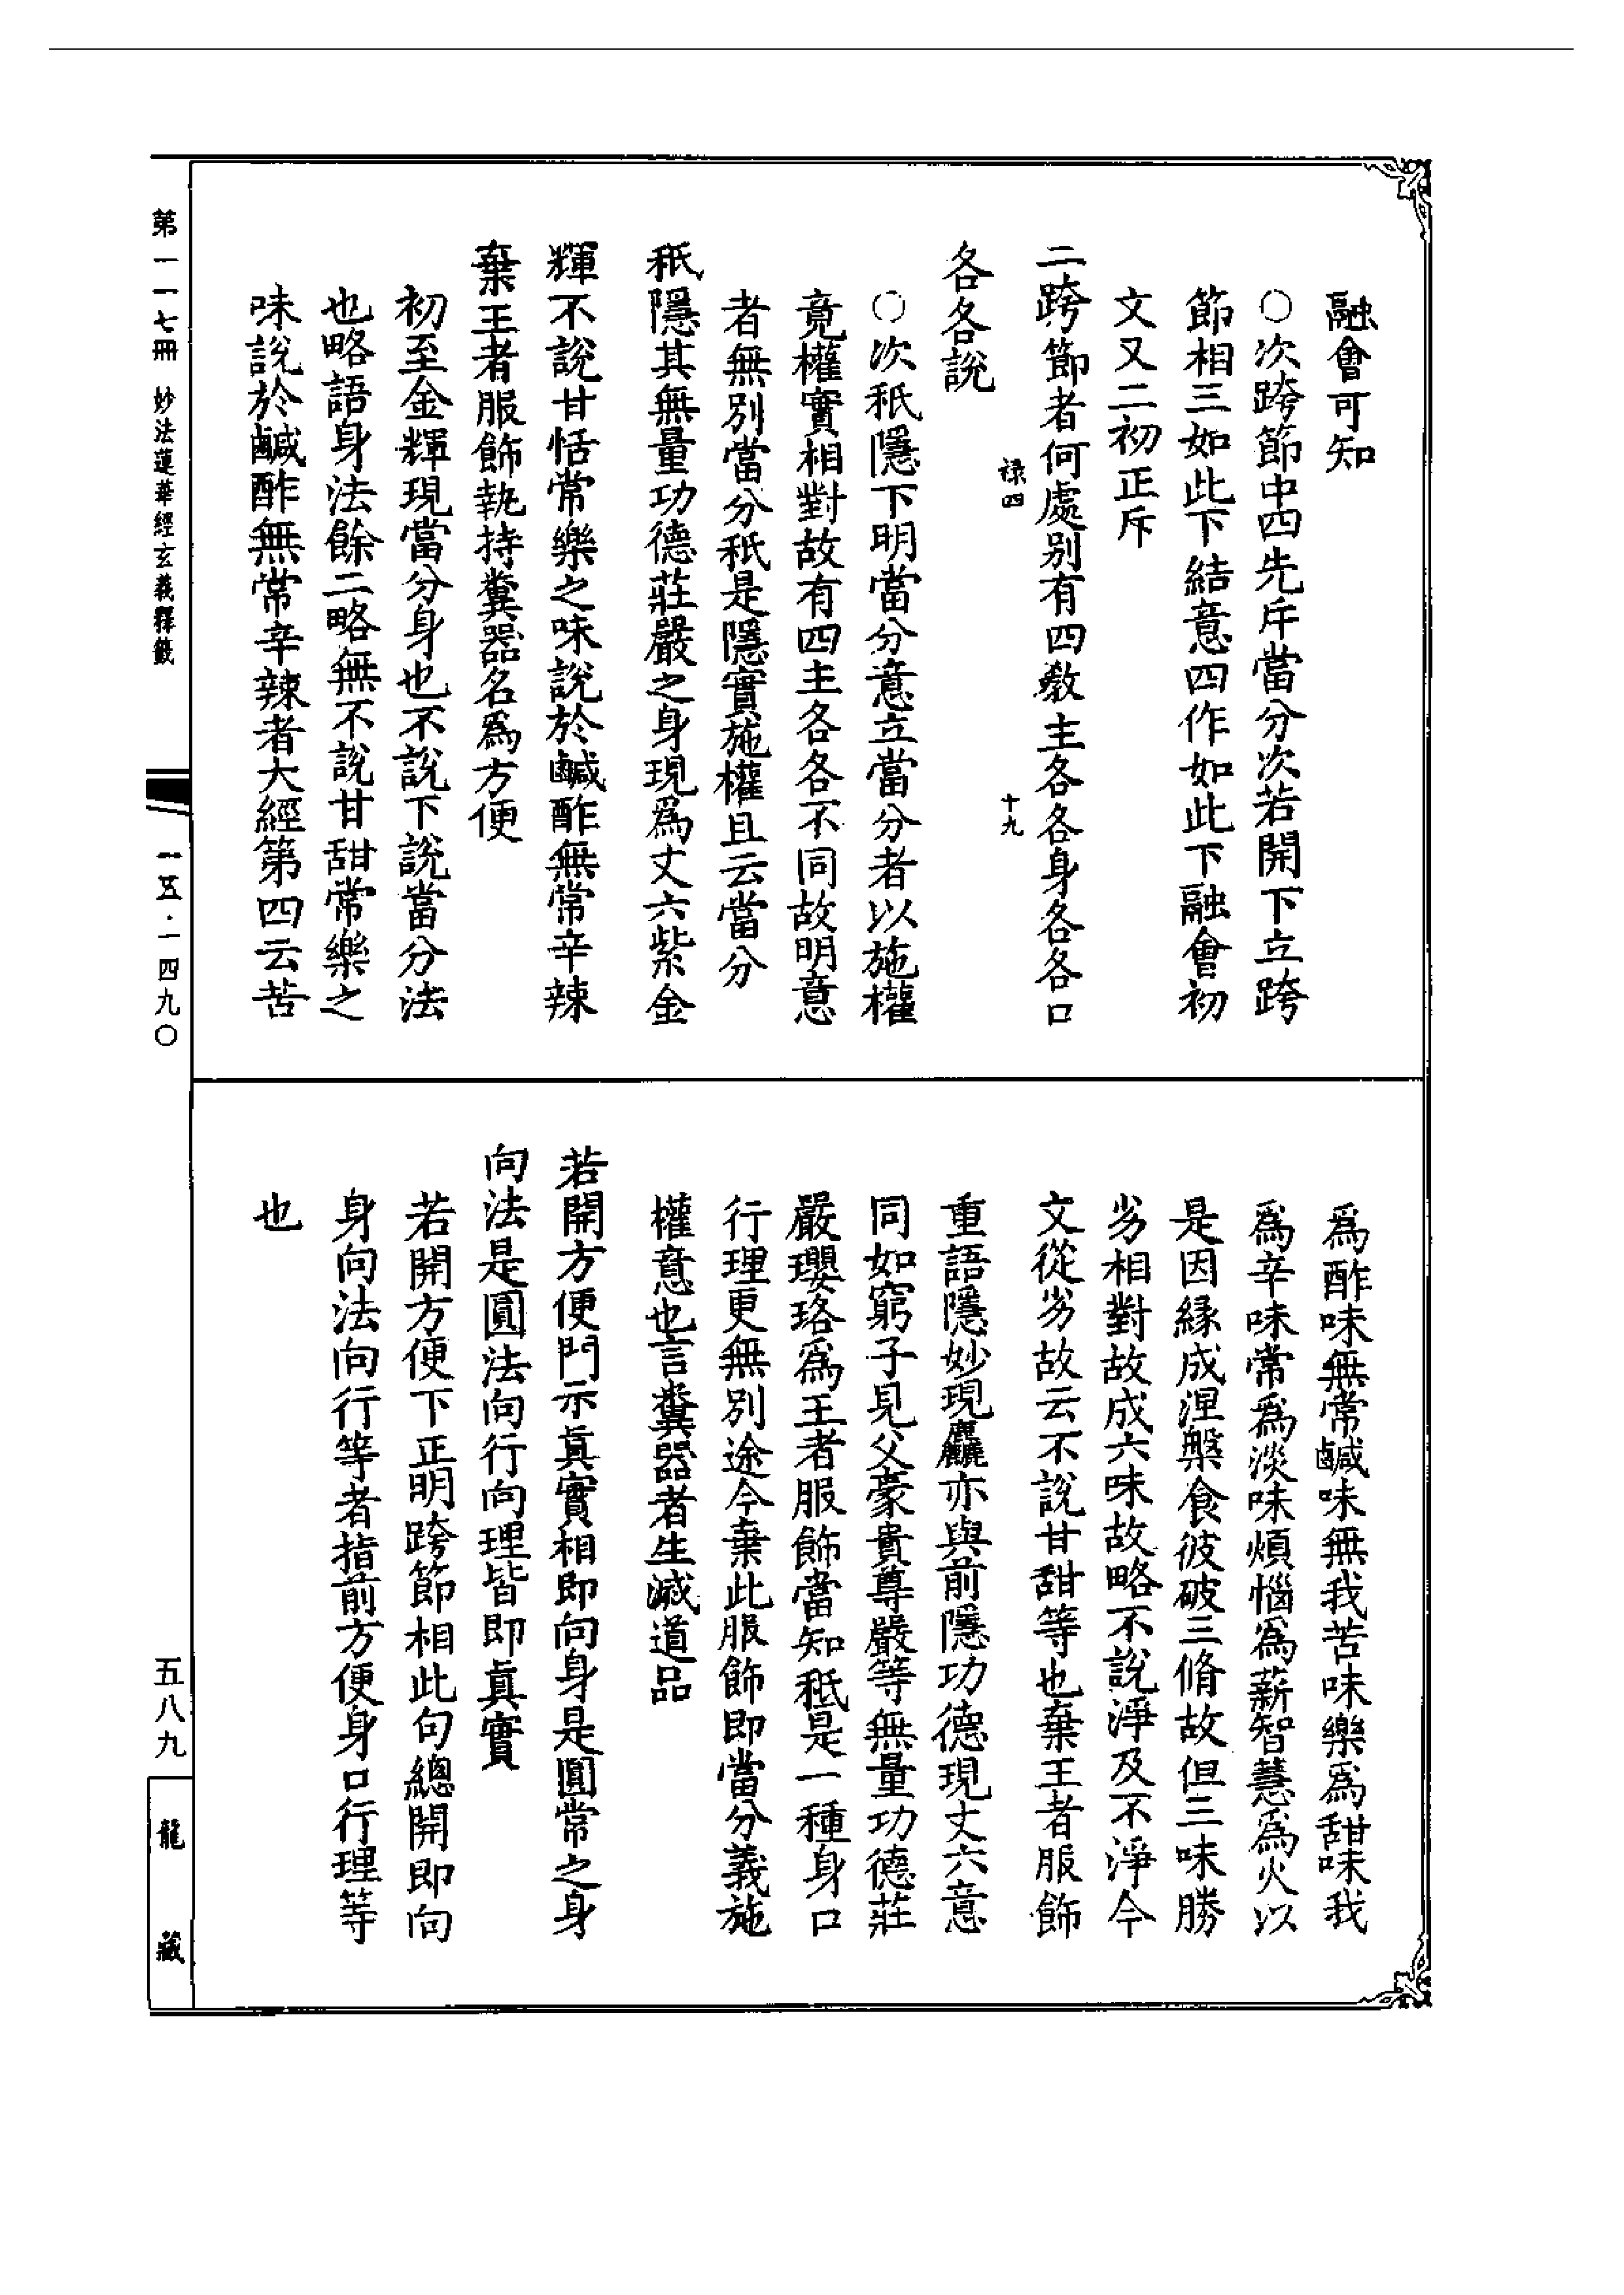 融會可知
〇次跨節中四先斥當分次若開下立跨
節相三如此下結意四作如此下融會初
文又二初正斥
二跨節者何處別有四教主各各身各各口
祿四
十九
各各說
〇次秖隱下明當分意立當分者以施權
竟權實相對故有四主各各不同故明意
者無別當分秖是隱實施權且云當分
秖隱其無量功德莊嚴之身現爲丈六紫金
輝不說甘恬常樂之味說於鹹酢無常辛辣
棄王者服飾執持糞器名爲方便
初至金輝現當分身也不說下說當分法
也略語身法餘二略無不說甘甜常樂之
味說於鹹酢無常辛辣者大經第四云苦
爲酢味無常鹹味無我苦味樂爲甜味我
爲辛味常爲淡味煩惱爲薪智慧爲火以
是因緣成涅槃食彼破三脩故但三味勝
劣相對故成六味故略不說淨及不淨今
文從劣故云不說甘甜等也棄王者服飾
重語隱妙現麤亦與前隱功德現丈六意
同如窮子見父豪貴尊嚴等無量功德莊
嚴瓔珞爲王者服飾當知秖是一種身口
行理更無別途今棄此服飾即當分義施
權意也言糞器者生滅道品
若開方便門示眞實相即向身是圓常之身
向法是圓法向行向理皆即眞實
若開方便下正明跨節相此句總開即向
身向法向行等者指前方便身口行理等
也
第一一七冊 妙法蓮華經玄義釋籤
一五·一四九〇
五八九
龍藏